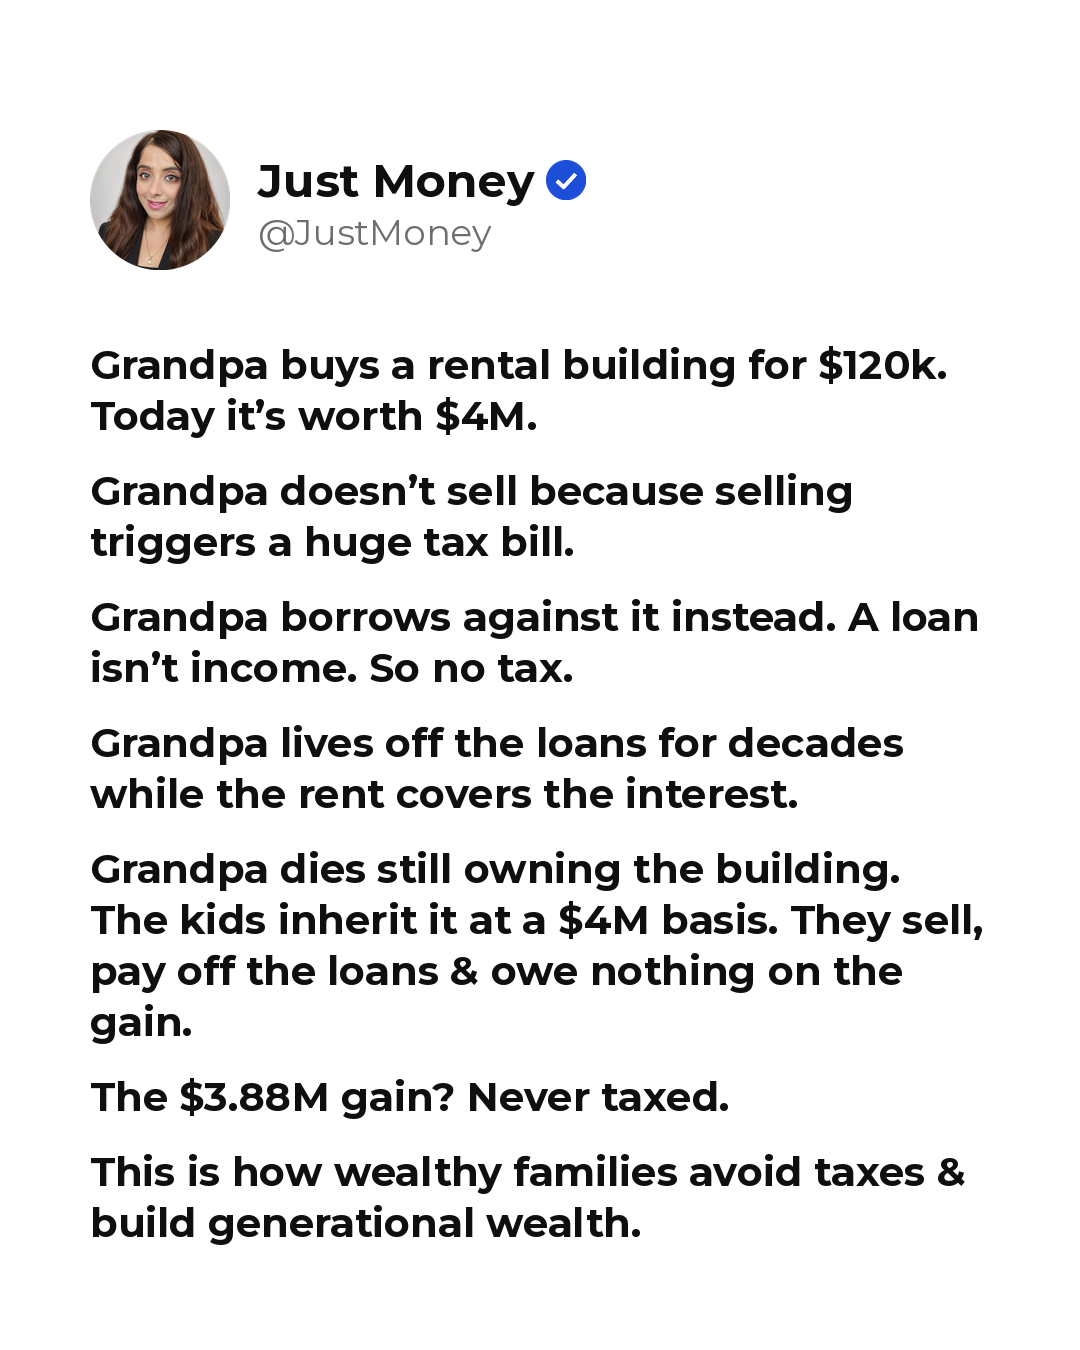 Just Money
@JustMoney
Grandpa buys a rental building for $120k.
Today it’s worth $4M.
Grandpa doesn’t sell because selling
triggers a huge tax bill.
Grandpa borrows against it instead. A loan
isn’t income. So no tax.
Grandpa lives off the loans for decades
while the rent covers the interest.
Grandpa dies still owning the building.
The kids inherit it at a $4M basis. They sell,
pay off the loans & owe nothing on the
gain.
The $3.88M gain? Never taxed.
This is how wealthy families avoid taxes &
build generational wealth.